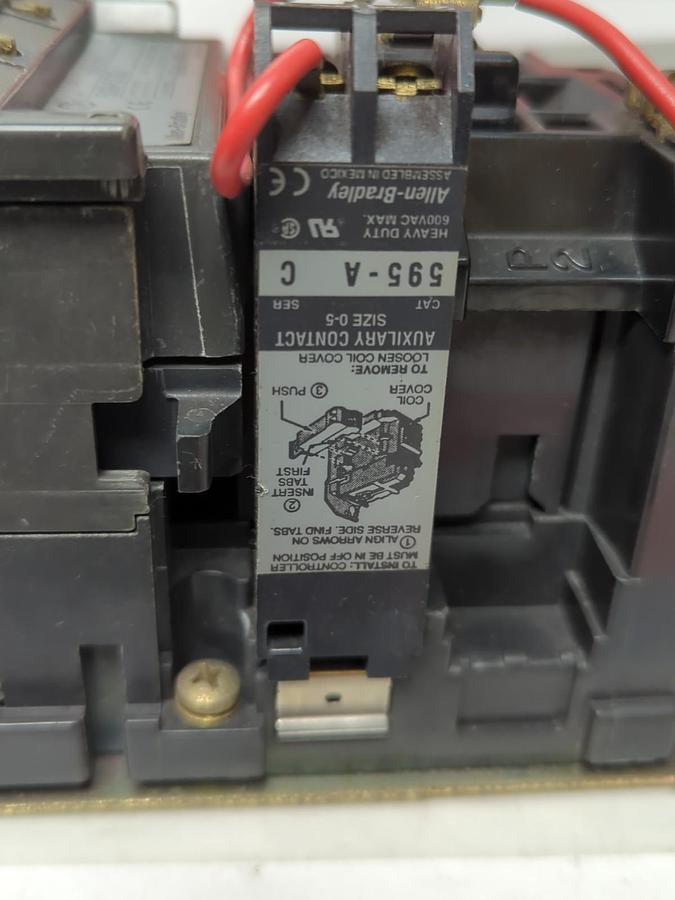 TO INSTALL: CONTROLLER
MUST BE IN OFF POSITION
① ALIGN ARROWS ON
REVERSE SIDE. FIND TABS.
② INSERT
TABS
FIRST
COIL
COVER
③ PUSH
TO REMOVE:
LOOSEN COIL COVER
AUXILARY CONTACT
SIZE 0-5
CAT SER
595-A C
HEAVY DUTY
600VAC MAX.
Allen-Bradley
ASSEMBLED IN MEXICO
CE
P
2